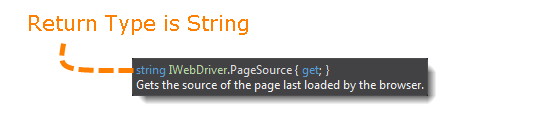 Return Type is String
string IWebDriver.PageSource { get; }
Gets the source of the page last loaded by the browser.